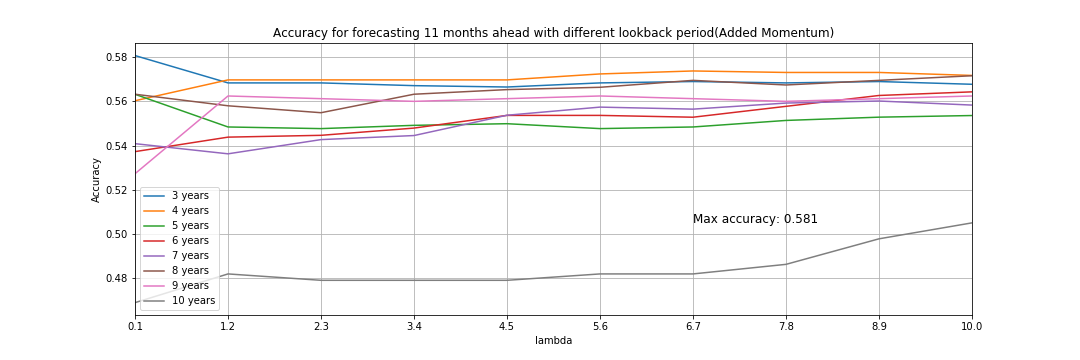 Accuracy for forecasting 11 months ahead with different lookback period(Added Momentum)
Accuracy
0.58
0.56
0.54
0.52
0.50
0.48
3 years
4 years
5 years
6 years
7 years
8 years
9 years
10 years
Max accuracy: 0.581
0.1 1.2 2.3 3.4 4.5 5.6 6.7 7.8 8.9 10.0
lambda